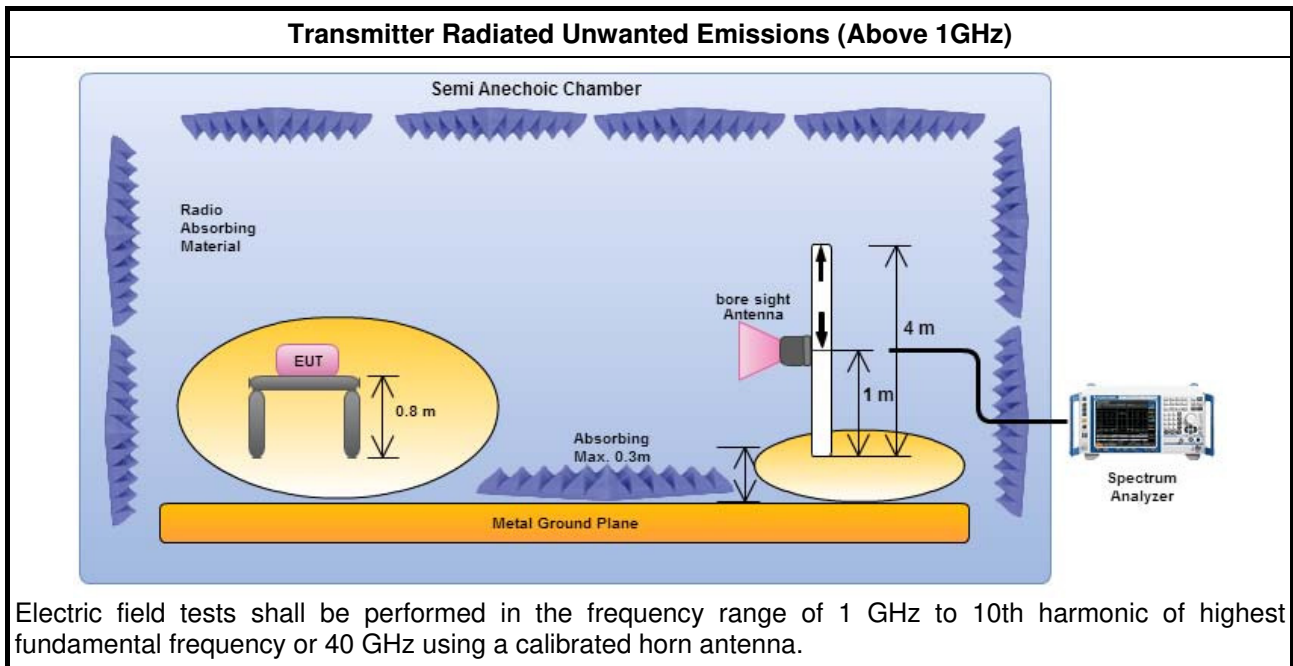 Transmitter Radiated Unwanted Emissions (Above 1GHz)
Semi Anechoic Chamber
Radio
Absorbing
Material
bore sight
Antenna
4 m
EUT
1 m
0.8 m
Absorbing
Max. 0.3m
Spectrum
Analyzer
Metal Ground Plane
Electric field tests shall be performed in the frequency range of 1 GHz to 10th harmonic of highest
fundamental frequency or 40 GHz using a calibrated horn antenna.